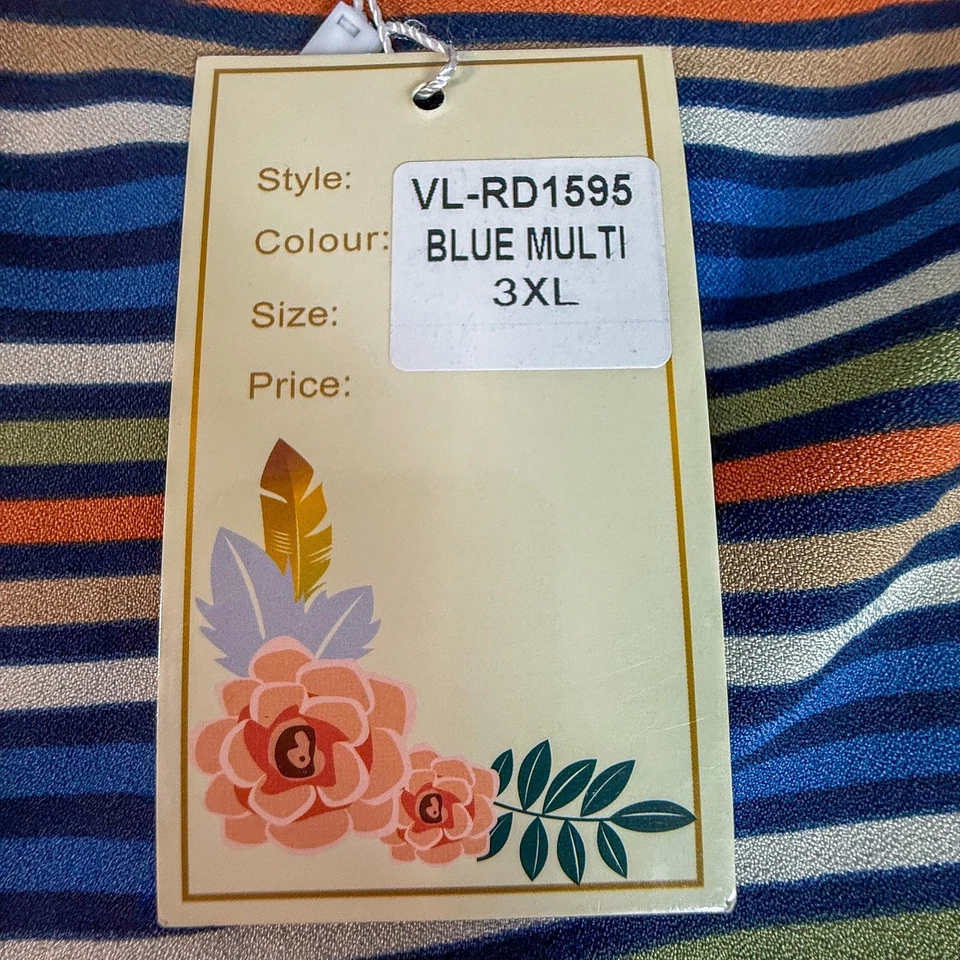 Style: VL-RD1595
Colour: BLUE MULTI
Size: 3XL
Price: